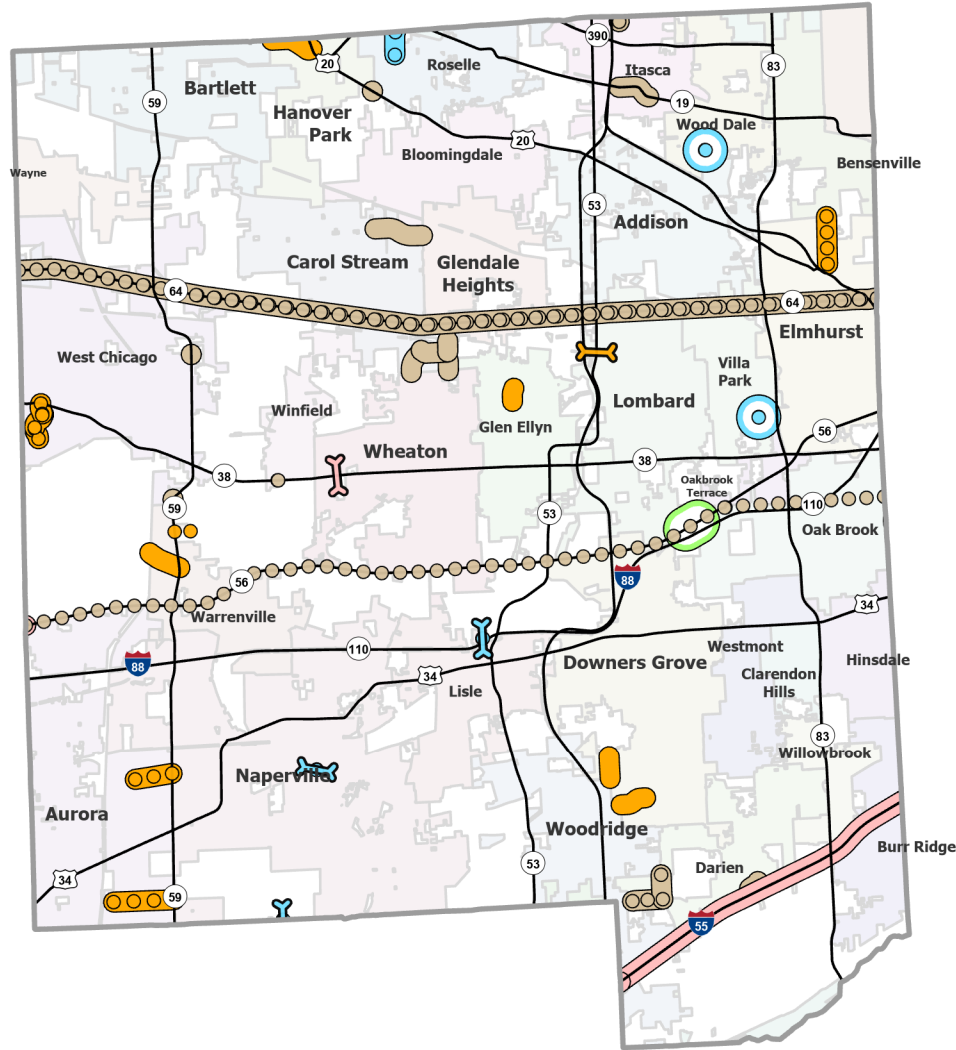 390
20
Roselle
Itasca
83
Bartlett
59
19
Hanover
Park
Wood Dale
20
Bloomingdale
Bensenville
Wayne
53
Addison
Carol Stream
Glendale
Heights
64
64
Elmhurst
West Chicago
Villa
Park
Winfield
Lombard
Glen Ellyn
56
Wheaton
38
38
Oakbrook
Terrace
59
53
110
Oak Brook
56
88
34
Warrenville
110
88
Westmont
Downers Grove
Hinsdale
34
Clarendon
Hills
Lisle
83
Willowbrook
Naperville
Aurora
Woodridge
Burr Ridge
53
Darien
34
59
55